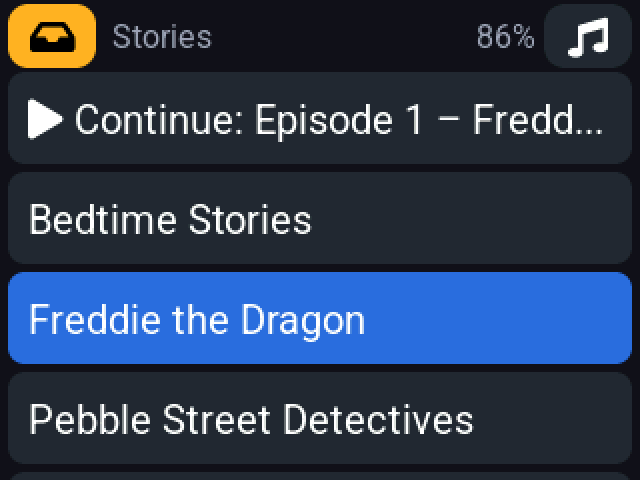 Stories
86%
Continue: Episode 1 – Fredd...
Bedtime Stories
Freddie the Dragon
Pebble Street Detectives